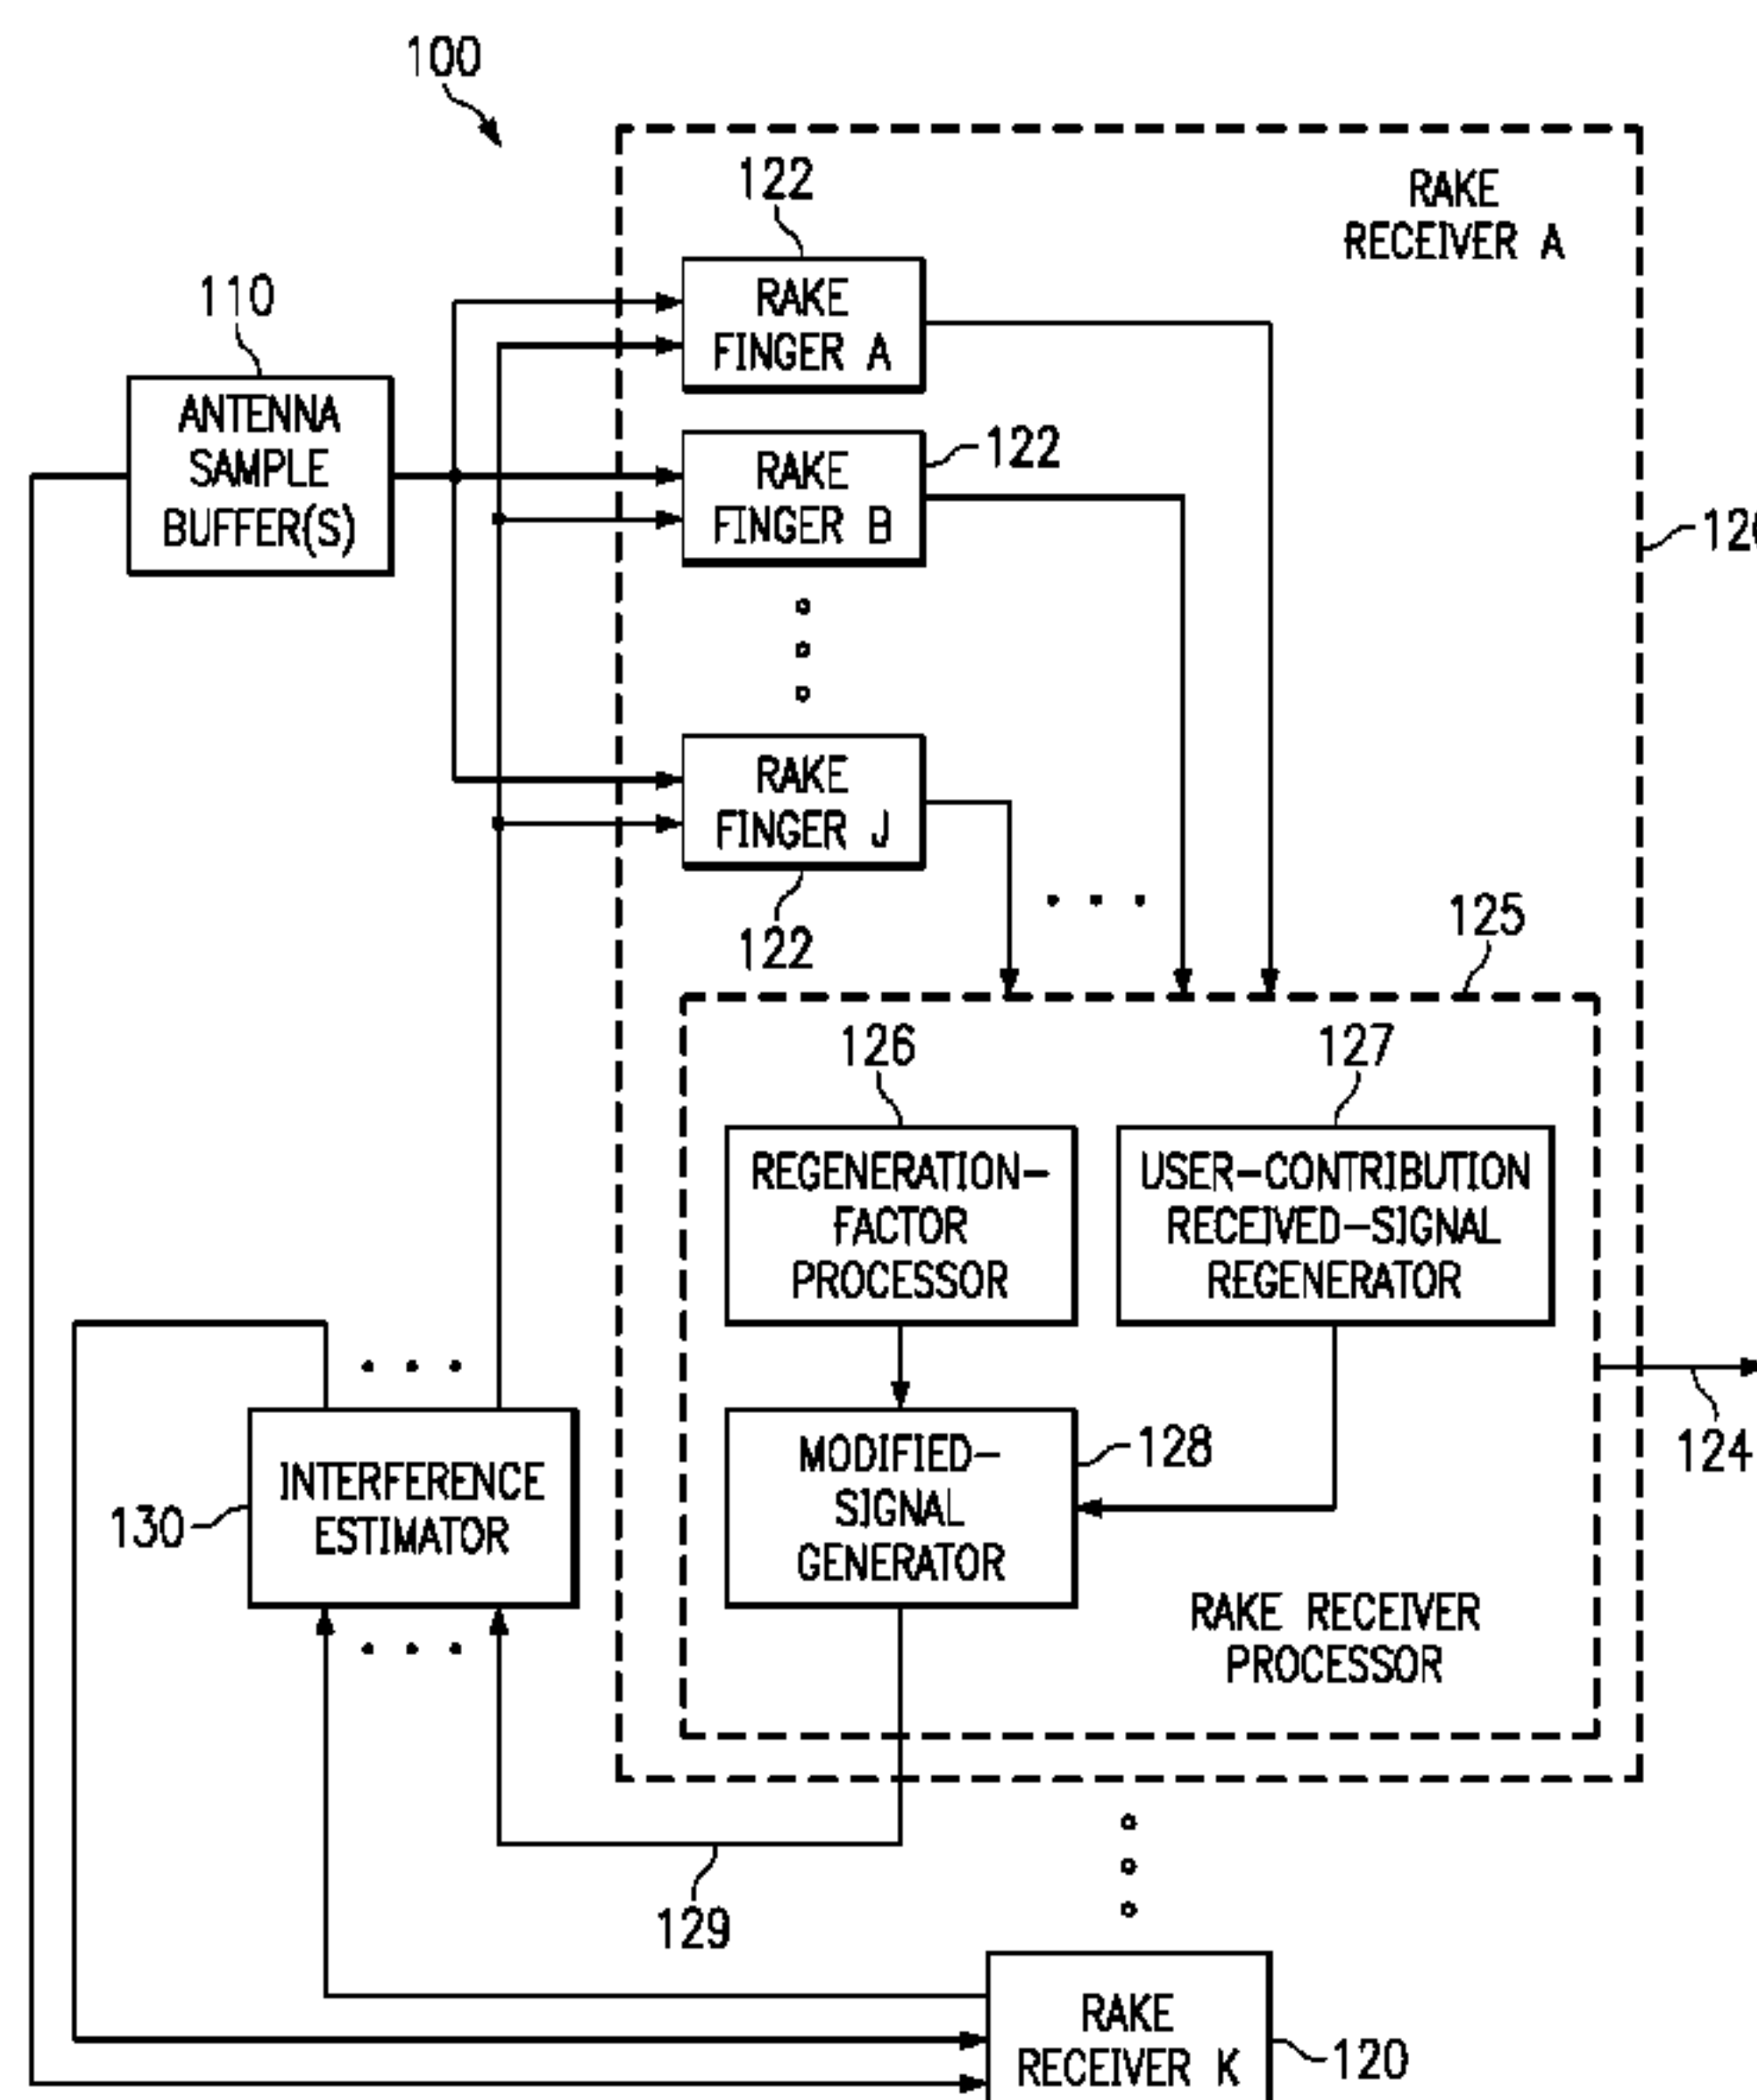 100
122
RAKE
RECEIVER A
110
RAKE
FINGER A
ANTENNA
SAMPLE
BUFFER(S)
RAKE
FINGER B
122
RAKE
FINGER J
122
125
126
127
REGENERATION-
FACTOR
PROCESSOR
USER-CONTRIBUTION
RECEIVED-SIGNAL
REGENERATOR
124
130
INTERFERENCE
ESTIMATOR
MODIFIED-
SIGNAL
GENERATOR
128
RAKE RECEIVER
PROCESSOR
129
RAKE
RECEIVER K
120